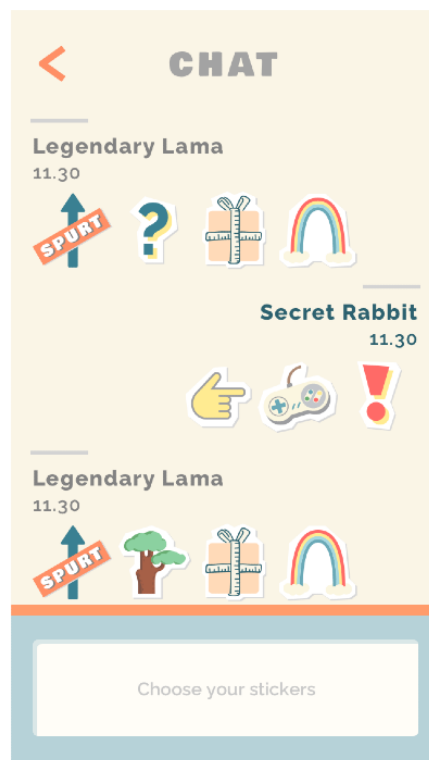 CHAT
Legendary Lama
11.30
SPURT
?
Secret Rabbit
11.30
!
Legendary Lama
11.30
SPURT
Choose your stickers